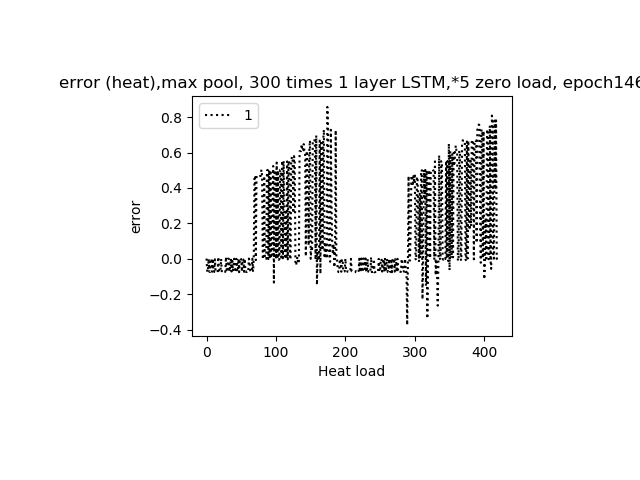 error (heat),max pool, 300 times 1 layer LSTM,*5 zero load, epoch146
1
0.8
0.6
0.4
0.2
0.0
−0.2
−0.4
error
0 100 200 300 400
Heat load